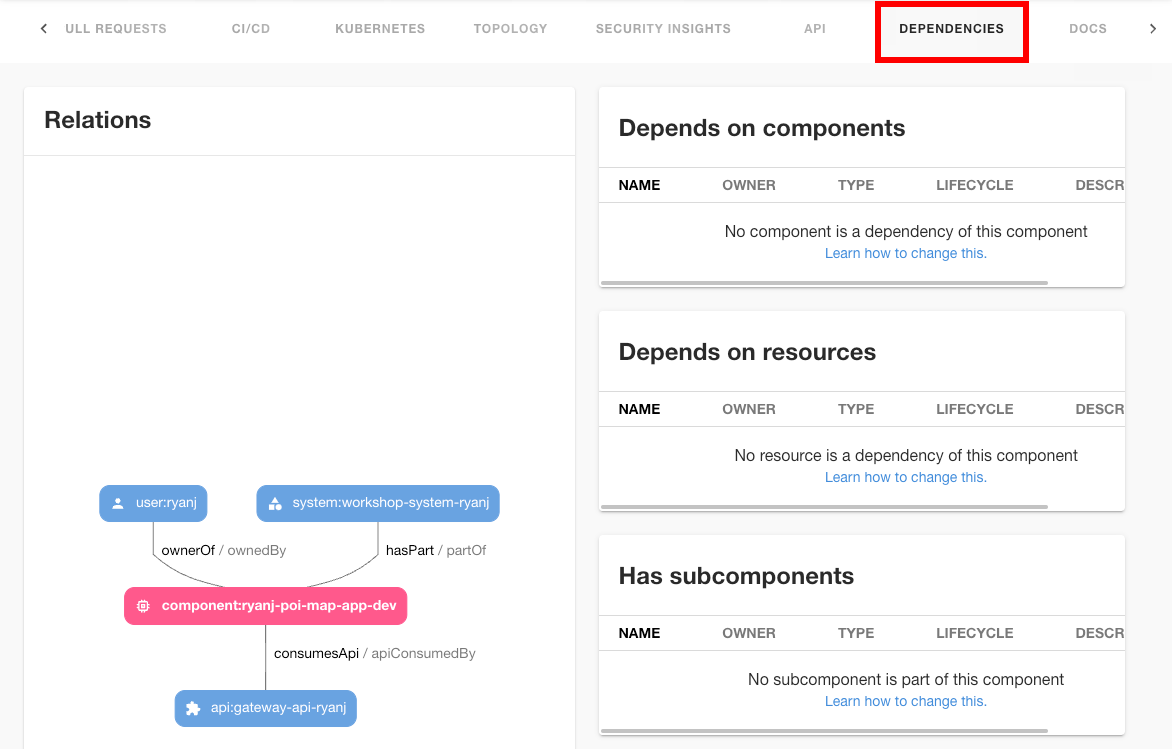 ULL REQUESTS CI/CD KUBERNETES TOPOLOGY SECURITY INSIGHTS API DEPENDENCIES DOCS
Relations
user:ryanj system:workshop-system-ryanj
ownerOf / ownedBy hasPart / partOf
component:ryanj-poi-map-app-dev
consumesApi / apiConsumedBy
api:gateway-api-ryanj
Depends on components
NAME OWNER TYPE LIFECYCLE DESCR
No component is a dependency of this component
Learn how to change this.
Depends on resources
NAME OWNER TYPE LIFECYCLE DESCR
No resource is a dependency of this component
Learn how to change this.
Has subcomponents
NAME OWNER TYPE LIFECYCLE DESCR
No subcomponent is part of this component
Learn how to change this.